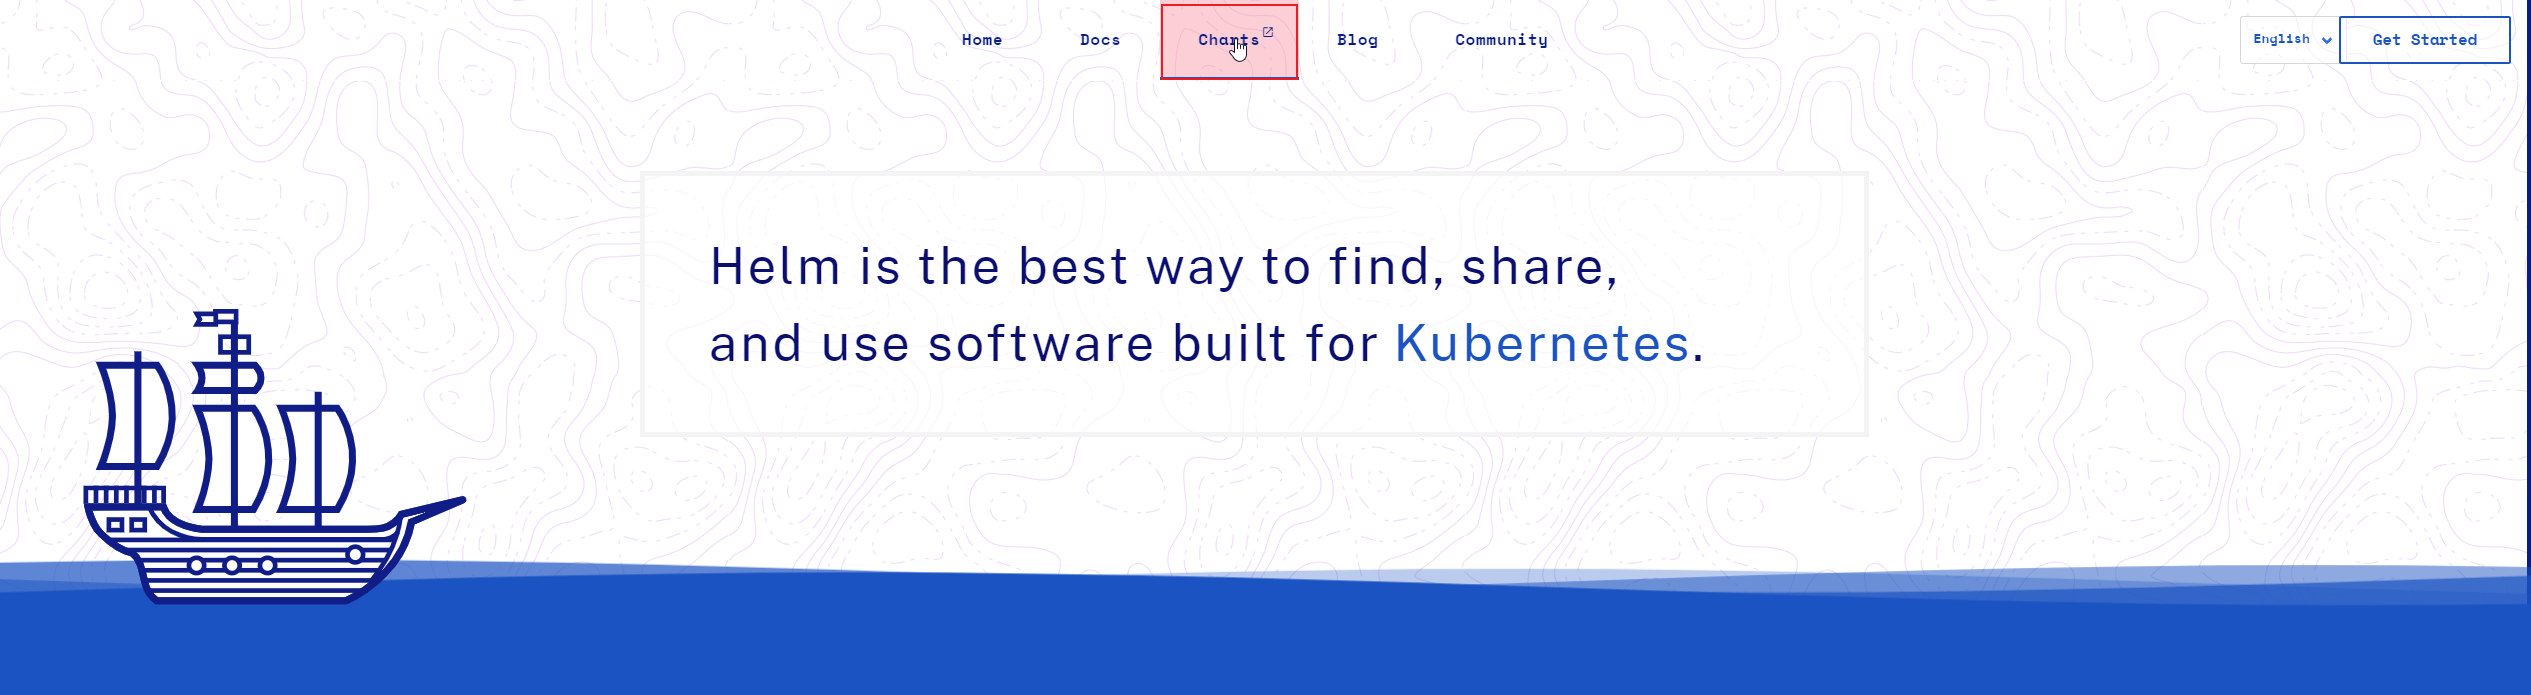 Home Docs Charts Blog Community English Get Started
Helm is the best way to find, share,
and use software built for Kubernetes.